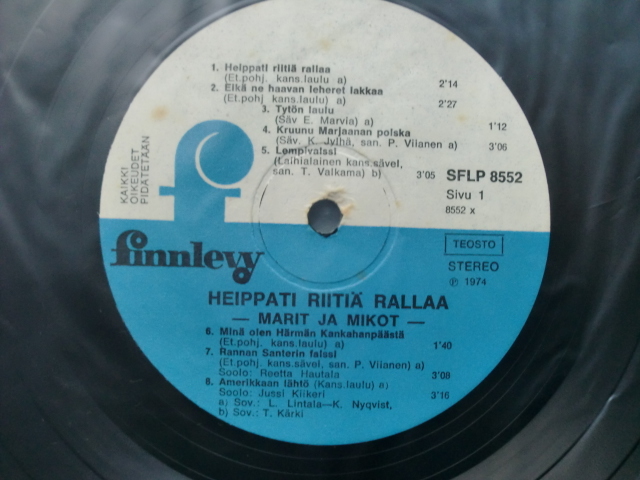 1. Heippati riitiä rallaa
(Et.pohj. kans.laulu) a) 2'14
2. Eikä ne haavan leheret lakkaa
(Et.pohj kans.laulu) a) 2'27
3. Tytön laulu
(Säv E. Marvia) a) 1'12
4. Kruunu Marjaanan polska
(Säv. K. Jylhä, san. P. Viianen) a) 3'06
5. Lempivalssi
(Laihialainen kans.sävel,
san. T. Valkama) b) 3'05
SFLP 8552
Sivu 1
8552 x
KAIKKI
OIKEUDET
PIDÄTETÄÄN
f
finnlevy
TEOSTO
STEREO
℗ 1974
HEIPPATI RIITIÄ RALLAA
— MARIT JA MIKOT —
6. Minä olen Härmän Kankahanpäästä
(Et.pohj. kans.laulu) a) 1'40
7. Rannan Santerin falssi
(Et.pohj. kans.sävel, san. P Viianen) a)
Soolo: Reetta Hautala 3'08
8. Amerikkaan lähtö (Kans.laulu) a)
Soolo: Jussi Kiikeri 3'16
a) Sov.: L. Lintala—K. Nyqvist,
b) Sov.: T. Kärki